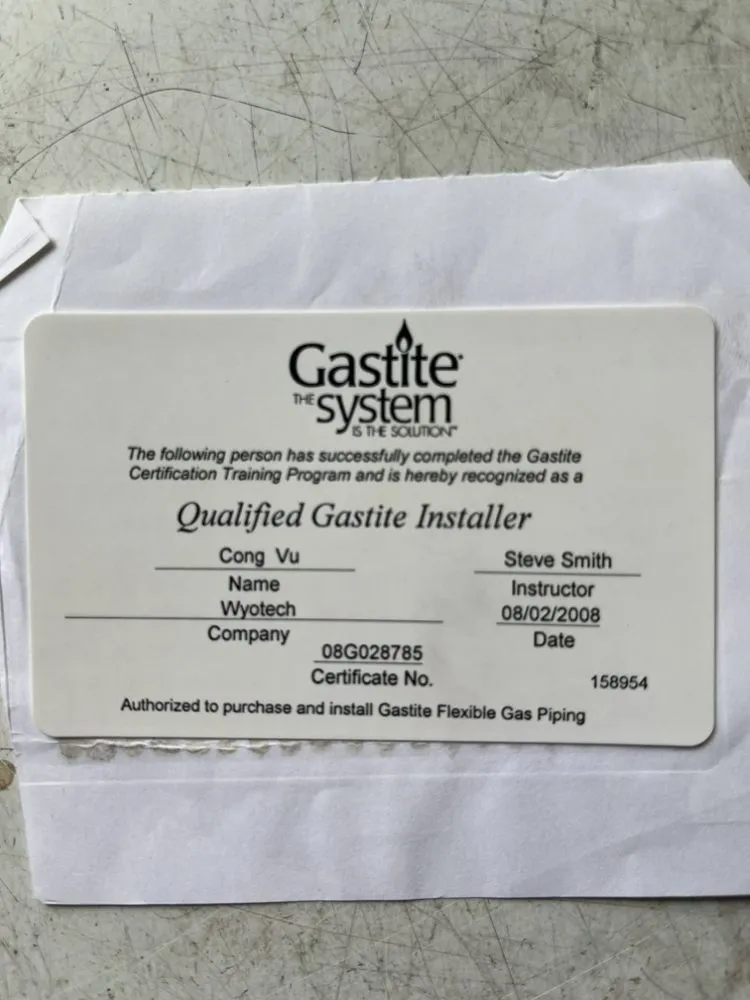 Gastite
THE system
IS THE SOLUTION™
The following person has successfully completed the Gastite
Certification Training Program and is hereby recognized as a
Qualified Gastite Installer
Cong Vu
Steve Smith
Name
Instructor
Wyotech
08/02/2008
Company
Date
08G028785
Certificate No.
158954
Authorized to purchase and install Gastite Flexible Gas Piping